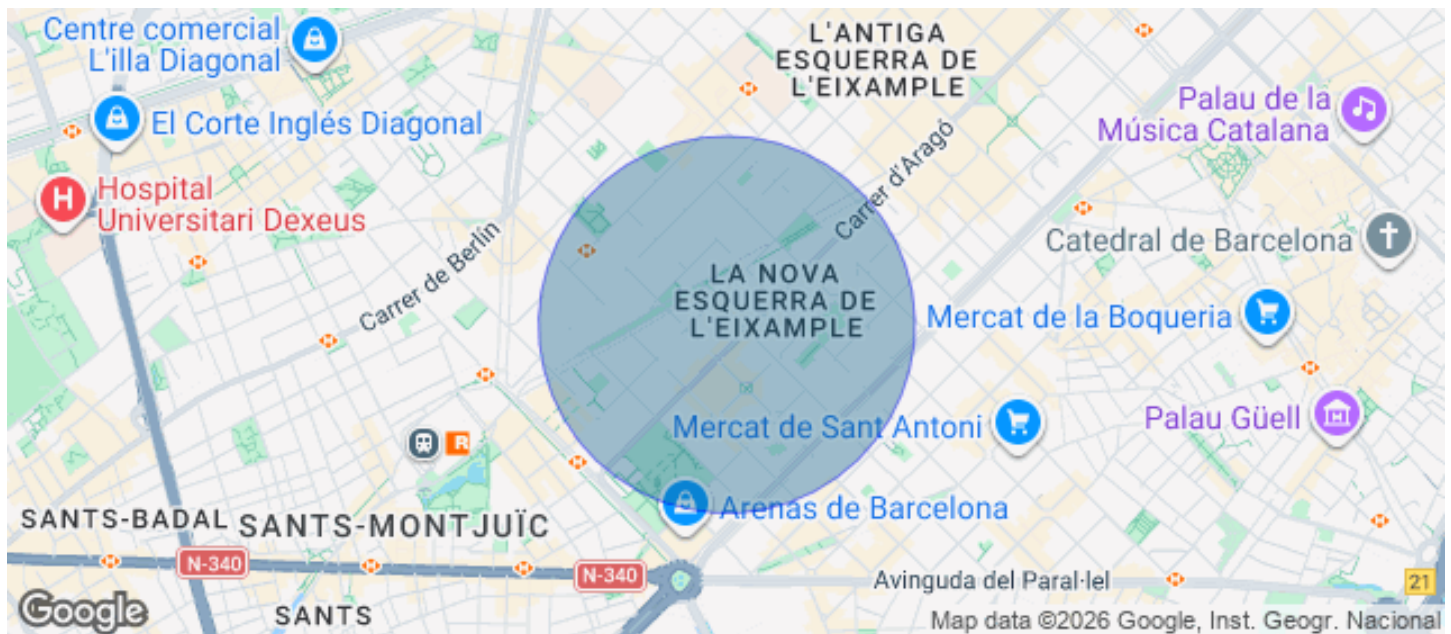 Centre comercial
L'illa Diagonal
L'ANTIGA
ESQUERRA DE
L'EIXAMPLE
El Corte Inglés Diagonal
Palau de la
Música Catalana
Hospital
Universitari Dexeus
H
Carrer d'Aragó
Carrer de Berlín
Catedral de Barcelona
LA NOVA
ESQUERRA DE
L'EIXAMPLE
Mercat de la Boqueria
Mercat de Sant Antoni
Palau Güell
R
Arenas de Barcelona
SANTS-BADAL
SANTS-MONTJUÏC
N-340
N-340
Avinguda del Paral·lel
21
Google
SANTS
Map data ©2026 Google, Inst. Geogr. Nacional